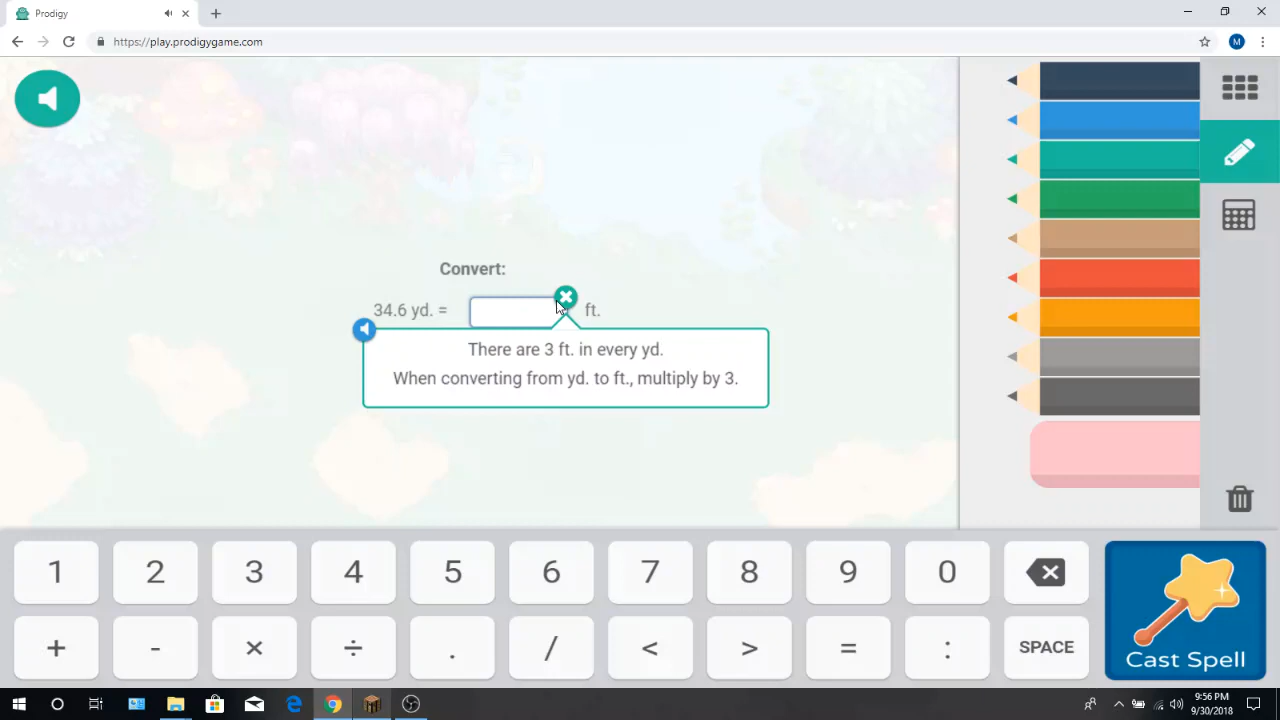 Prodigy
https://play.prodigygame.com
M
Convert:
34.6 yd. = ft.
There are 3 ft. in every yd.
When converting from yd. to ft., multiply by 3.
1 2 3 4 5 6 7 8 9 0
+ - × ÷ . / < > = : SPACE
Cast Spell
9:56 PM
9/30/2018